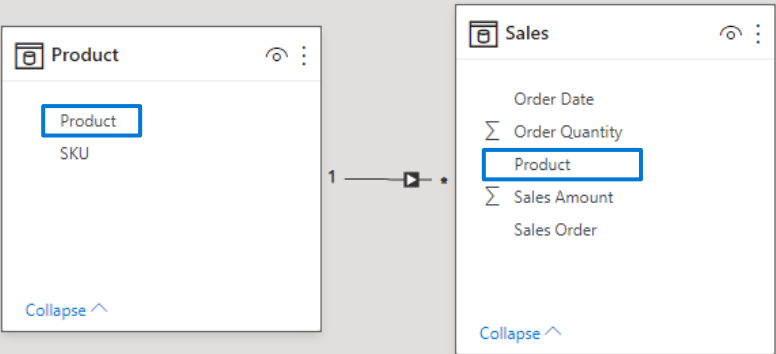 Product
Product
SKU
Collapse
1
*
Sales
Order Date
∑ Order Quantity
Product
∑ Sales Amount
Sales Order
Collapse